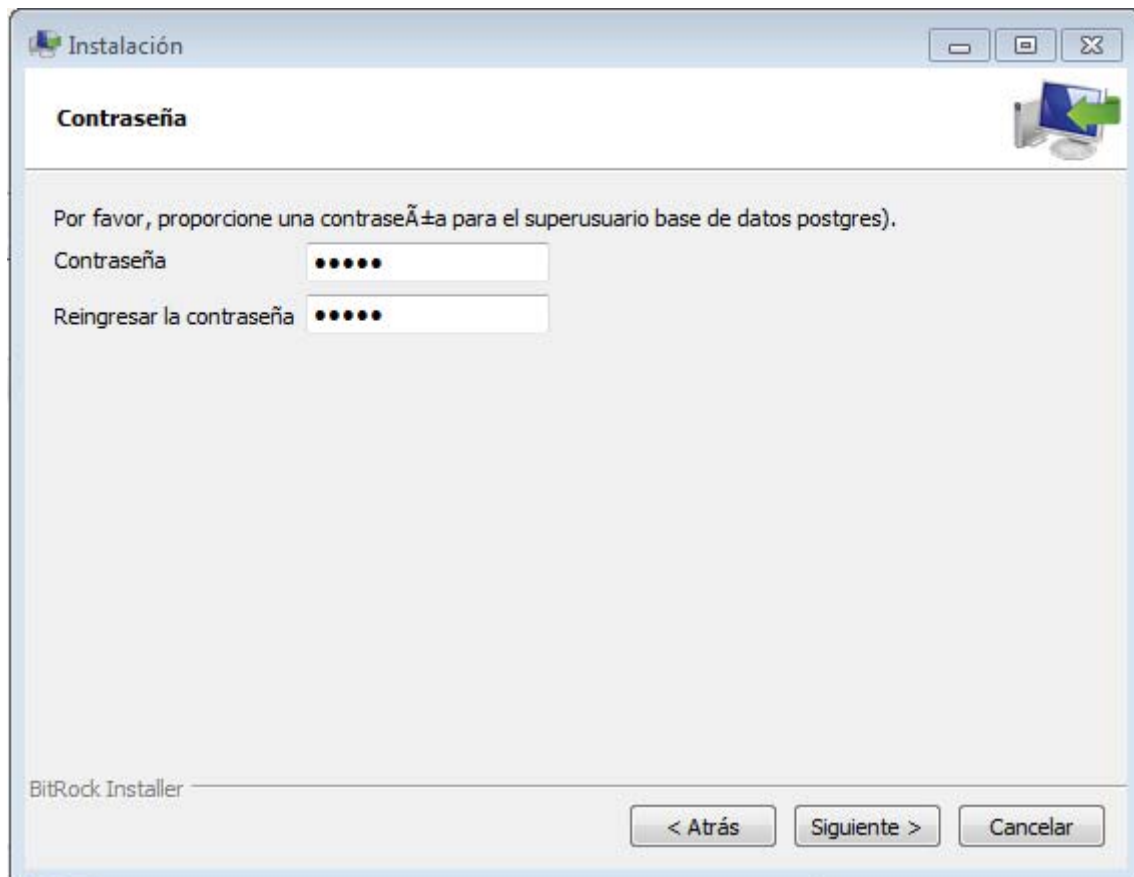 Instalación
Contraseña
Por favor, proporcione una contraseÃ±a para el superusuario base de datos postgres).
Contraseña •••••
Reingresar la contraseña •••••
BitRock Installer
< Atrás Siguiente > Cancelar